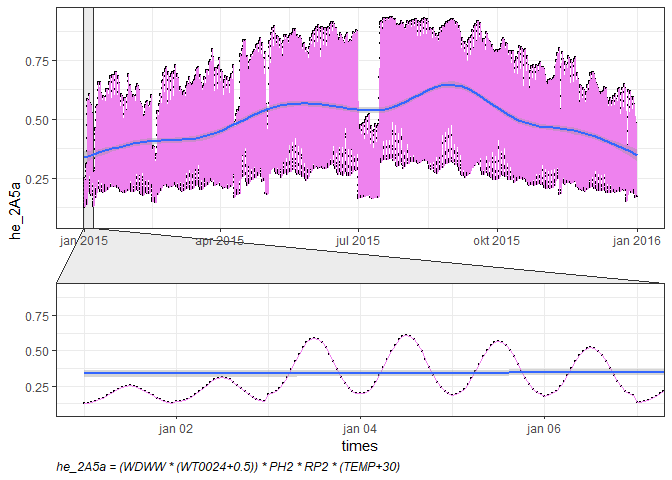 0.75
0.50
0.25
he_2A5a
jan 2015
apr 2015
jul 2015
okt 2015
jan 2016
0.75
0.50
0.25
jan 02
jan 04
jan 06
times
he_2A5a = (WDWW * (WT0024+0.5)) * PH2 * RP2 * (TEMP+30)